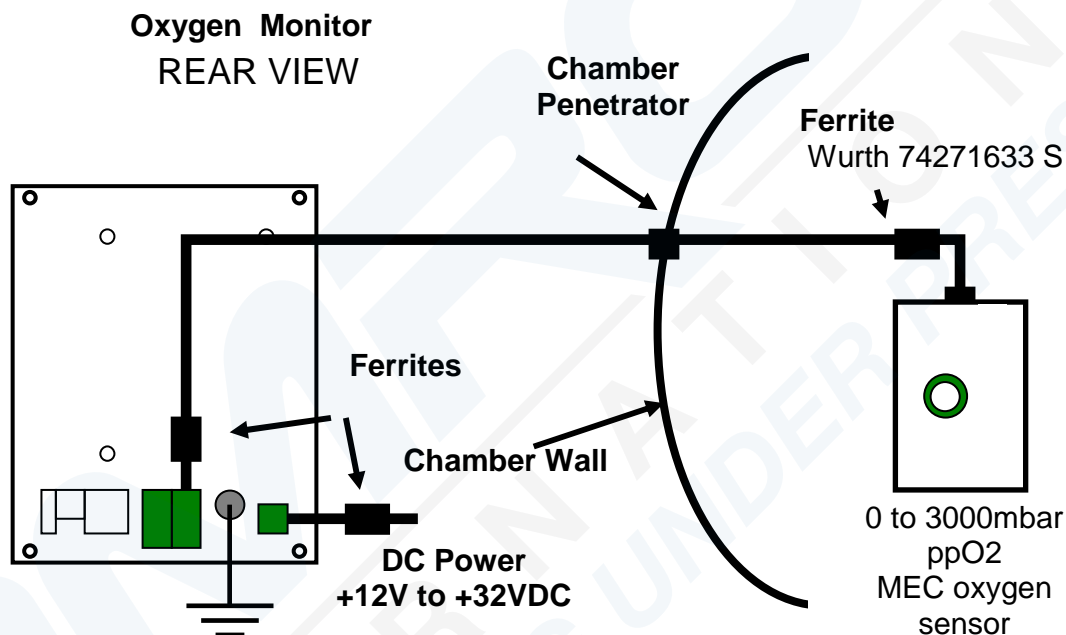 Oxygen Monitor
REAR VIEW
Chamber
Penetrator
Ferrite
Wurth 74271633 S
Ferrites
Chamber Wall
DC Power
+12V to +32VDC
0 to 3000mbar
ppO2
MEC oxygen
sensor